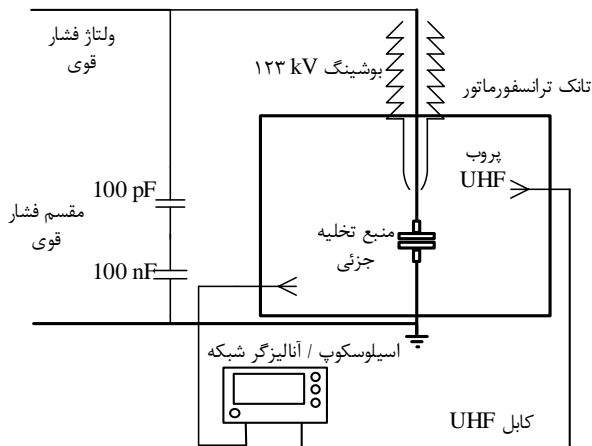 ولتاژ فشار
قوی
بوشینگ ۱۲۳ kV
تانک ترانسفورماتور
پروب
UHF
100 pF
مقسم فشار
قوی
منبع تخلیه
جزئی
100 nF
اسیلوسکوپ / آنالیزگر شبکه
کابل UHF